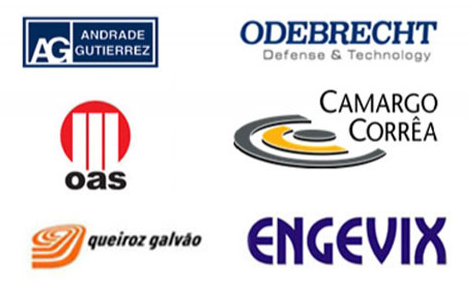 AG
ANDRADE
GUTIERREZ
ODEBRECHT
Defense & Technology
oas
CAMARGO
CORRÊA
queiroz galvão
ENGEVIX